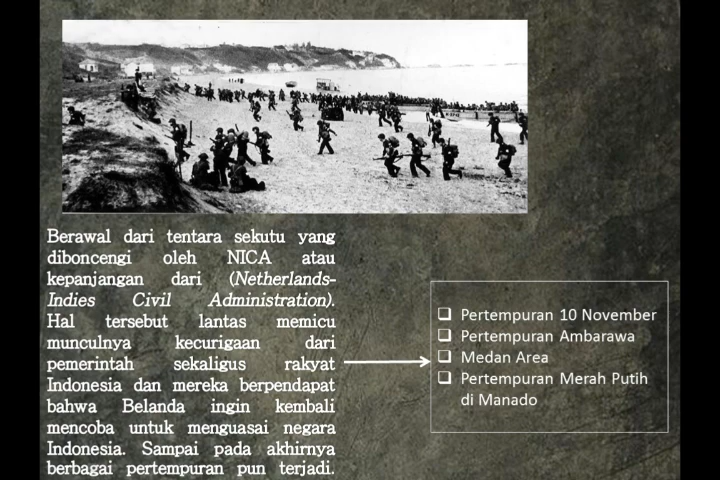 Berawal dari tentara sekutu yang
diboncengi oleh NICA atau
kepanjangan dari (Netherlands-
Indies Civil Administration).
Hal tersebut lantas memicu
munculnya kecurigaan dari
pemerintah sekaligus rakyat
Indonesia dan mereka berpendapat
bahwa Belanda ingin kembali
mencoba untuk menguasai negara
Indonesia. Sampai pada akhirnya
berbagai pertempuran pun terjadi.
Pertempuran 10 November
Pertempuran Ambarawa
Medan Area
Pertempuran Merah Putih
di Manado